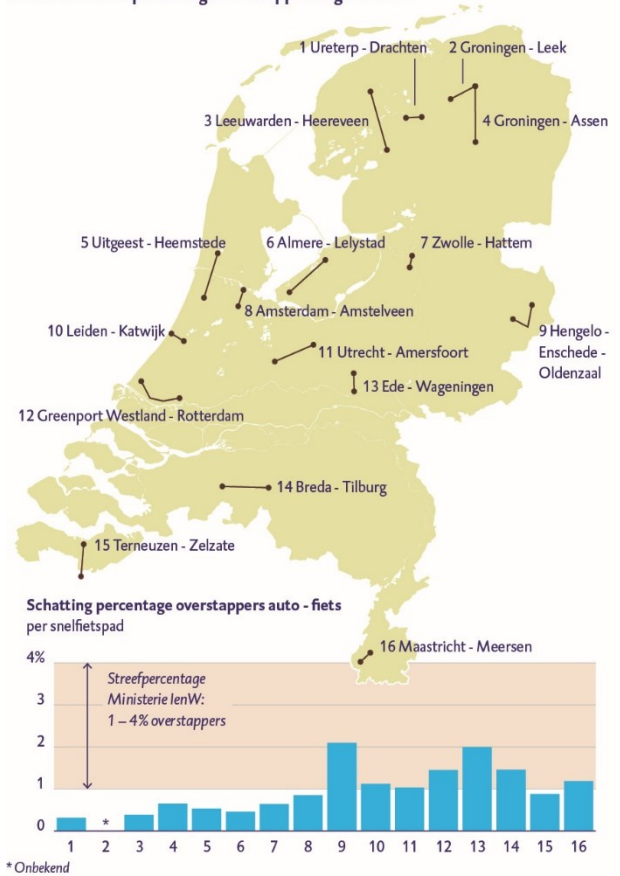 1 Ureterp - Drachten
2 Groningen - Leek
3 Leeuwarden - Heereveen
4 Groningen - Assen
5 Uitgeest - Heemstede
6 Almere - Lelystad
7 Zwolle - Hattem
8 Amsterdam - Amstelveen
9 Hengelo -
Enschede -
Oldenzaal
10 Leiden - Katwijk
11 Utrecht - Amersfoort
13 Ede - Wageningen
12 Greenport Westland - Rotterdam
14 Breda - Tilburg
15 Terneuzen - Zelzate
16 Maastricht - Meersen
Schatting percentage overstappers auto - fiets
per snelfietspad
4%
Streefpercentage
Ministerie IenW:
1 – 4% overstappers
3
2
1
0
*
1 2 3 4 5 6 7 8 9 10 11 12 13 14 15 16
* Onbekend